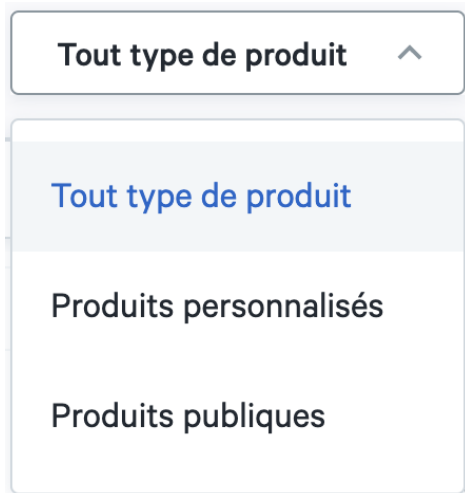 Tout type de produit
Tout type de produit
Produits personnalisés
Produits publiques